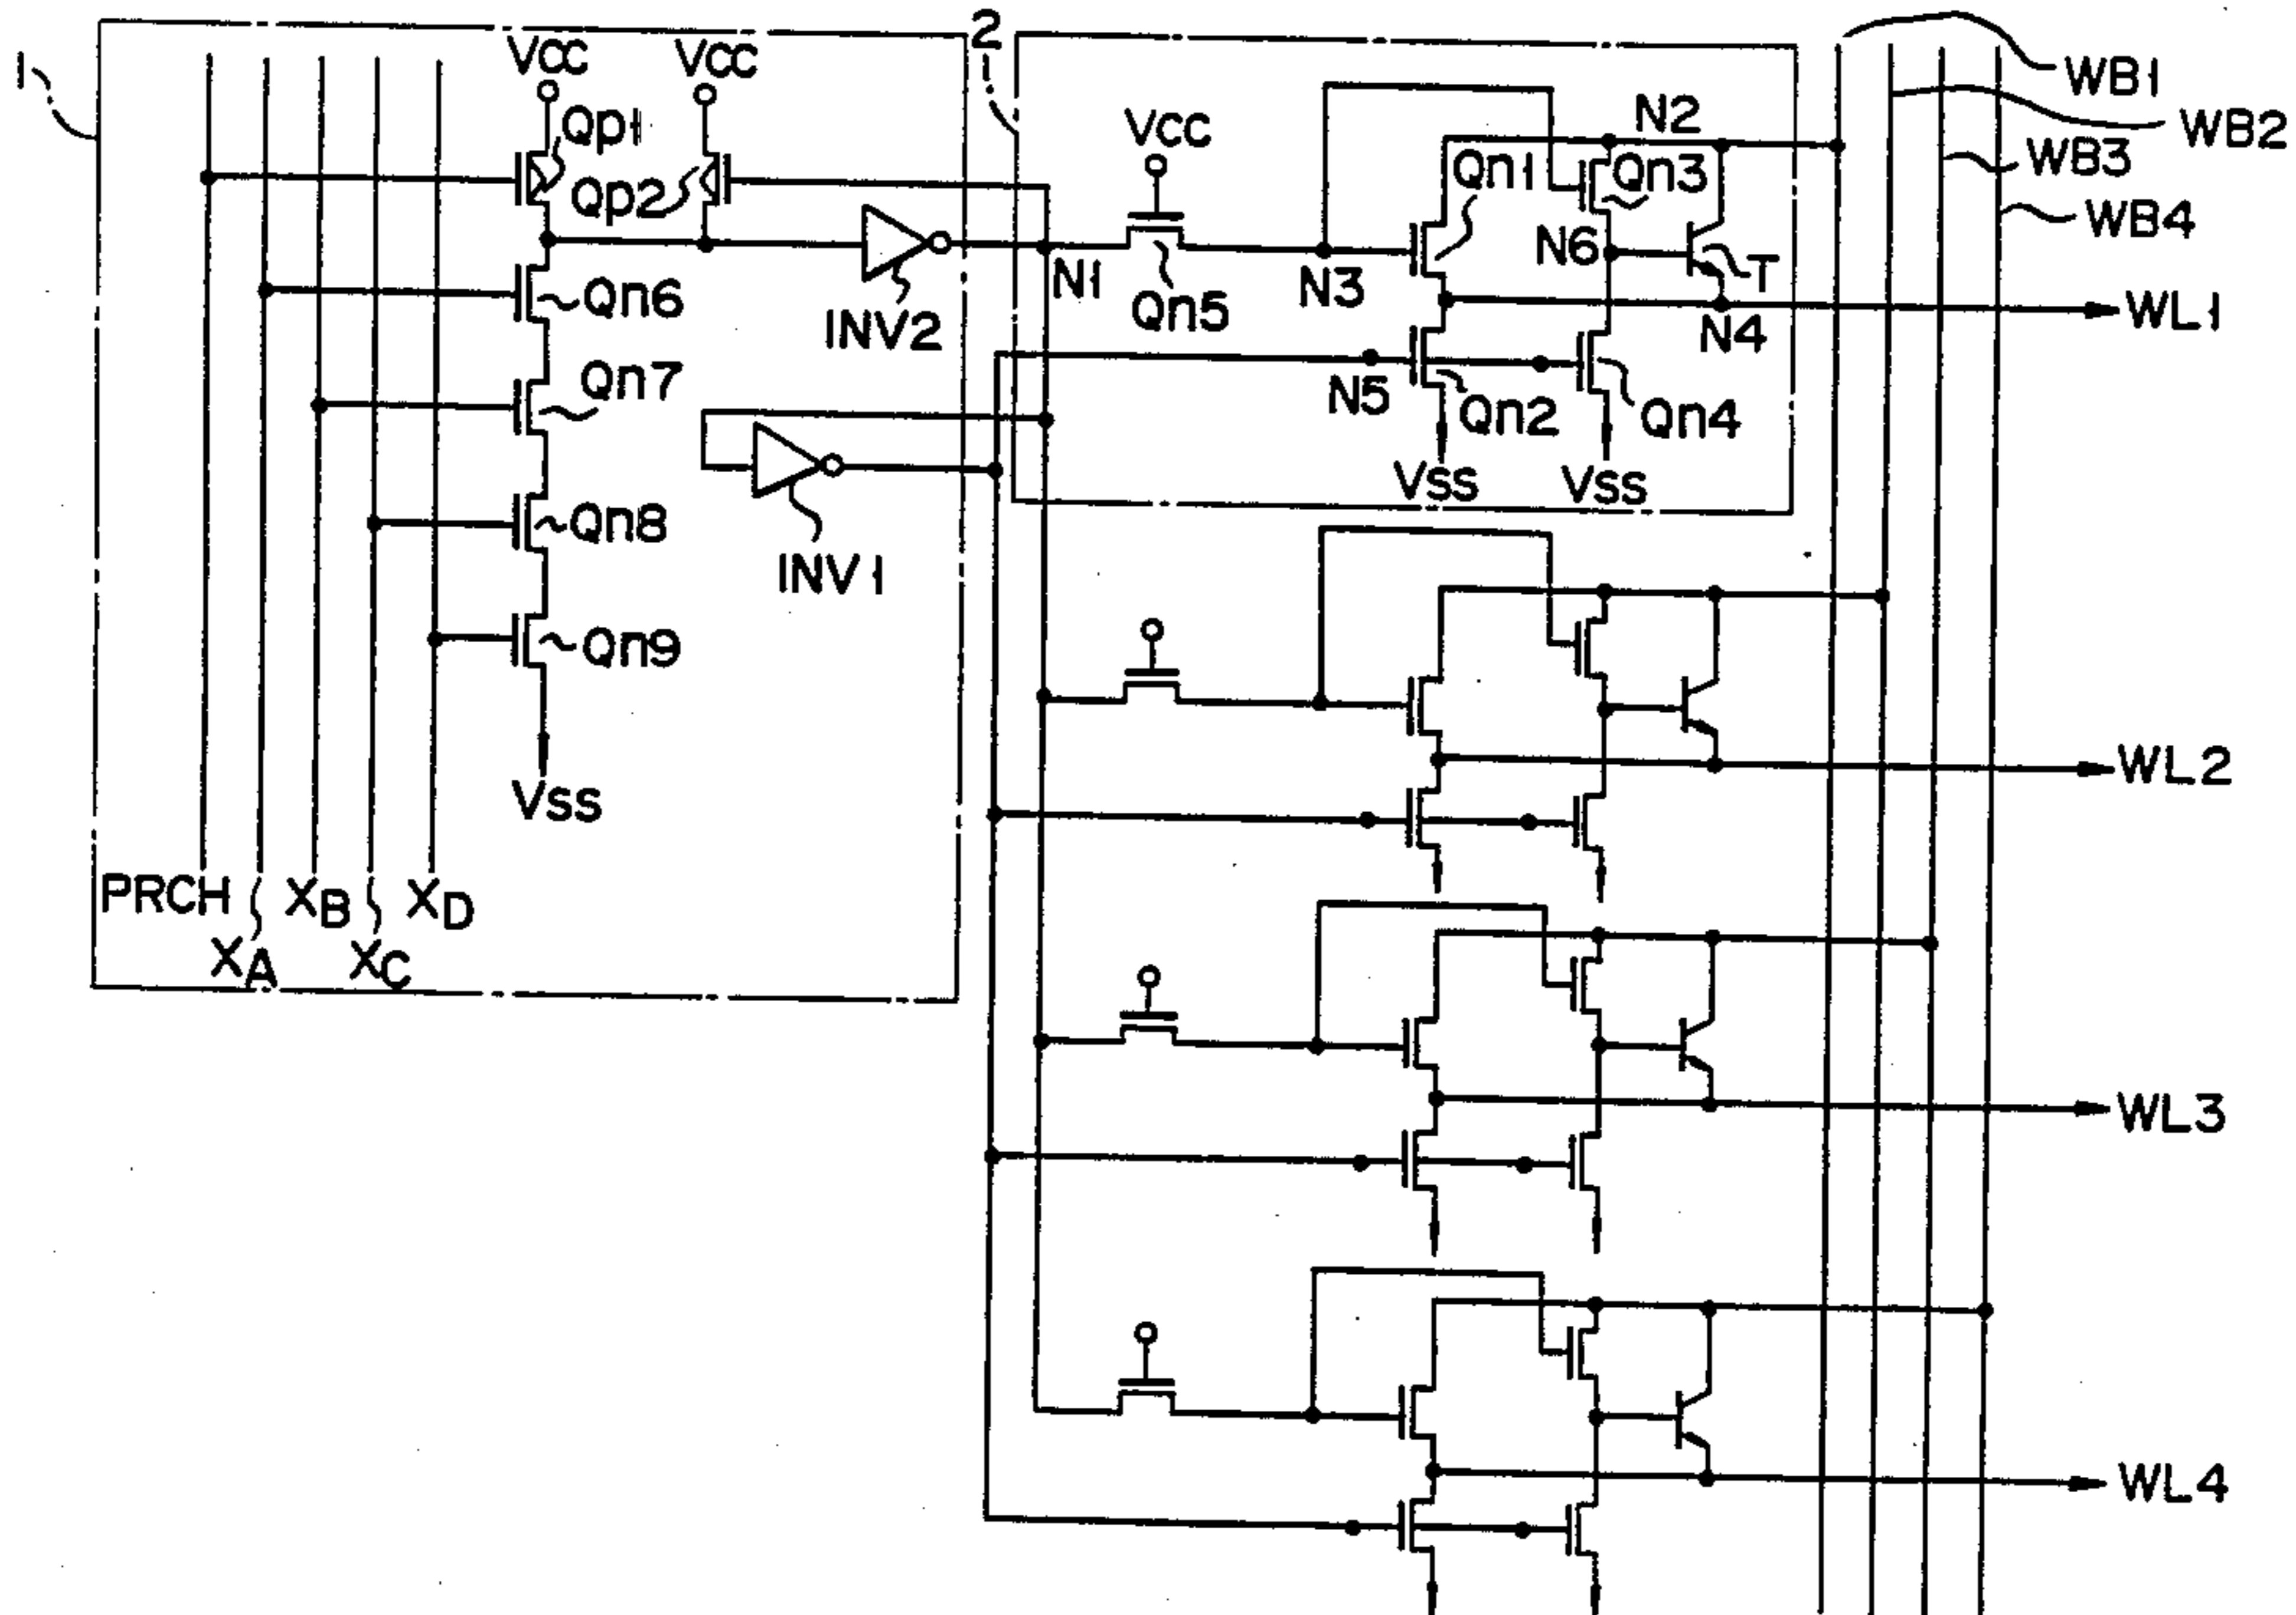 1
VCC
VCC
2
WB1
WB2
WB3
WB4
Qp1
Qp2
VCC
N2
Qn1
Qn3
N6
T
N1
Qn5
N3
N4
WL1
Qn6
INV2
Qn7
N5
Qn2
Qn4
VSS
VSS
Qn8
INV1
Qn9
VSS
WL2
PRCH
XA
XB
XC
XD
WL3
WL4